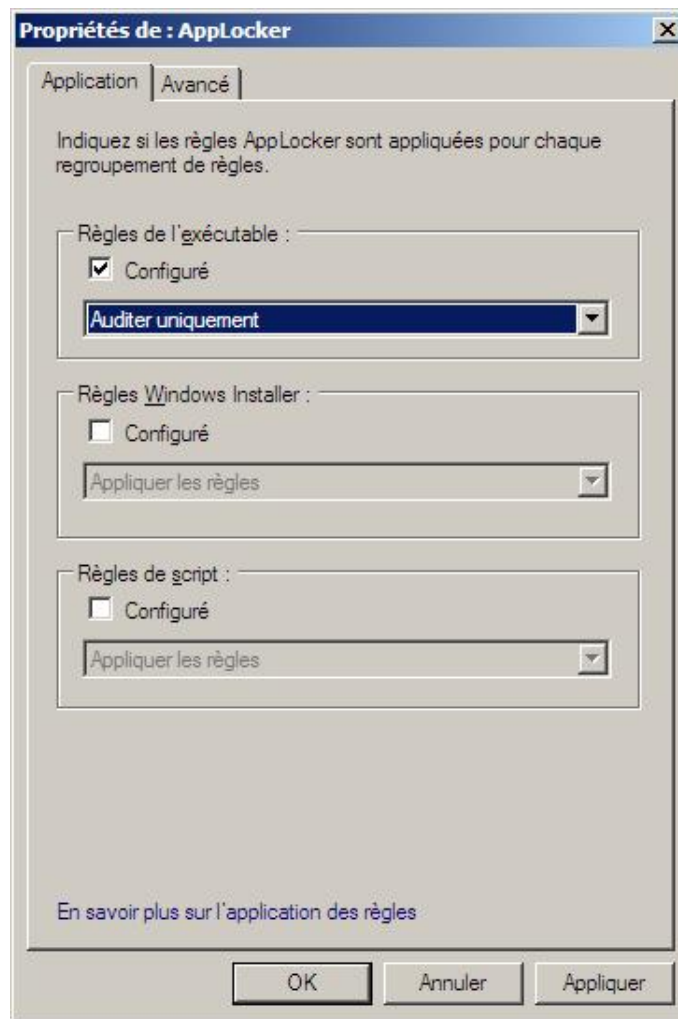 Propriétés de : AppLocker
Application
Avancé
Indiquez si les règles AppLocker sont appliquées pour chaque
regroupement de règles.
Règles de l'exécutable :
Configuré
Auditer uniquement
Règles Windows Installer :
Configuré
Appliquer les règles
Règles de script :
Configuré
Appliquer les règles
En savoir plus sur l'application des règles
OK
Annuler
Appliquer